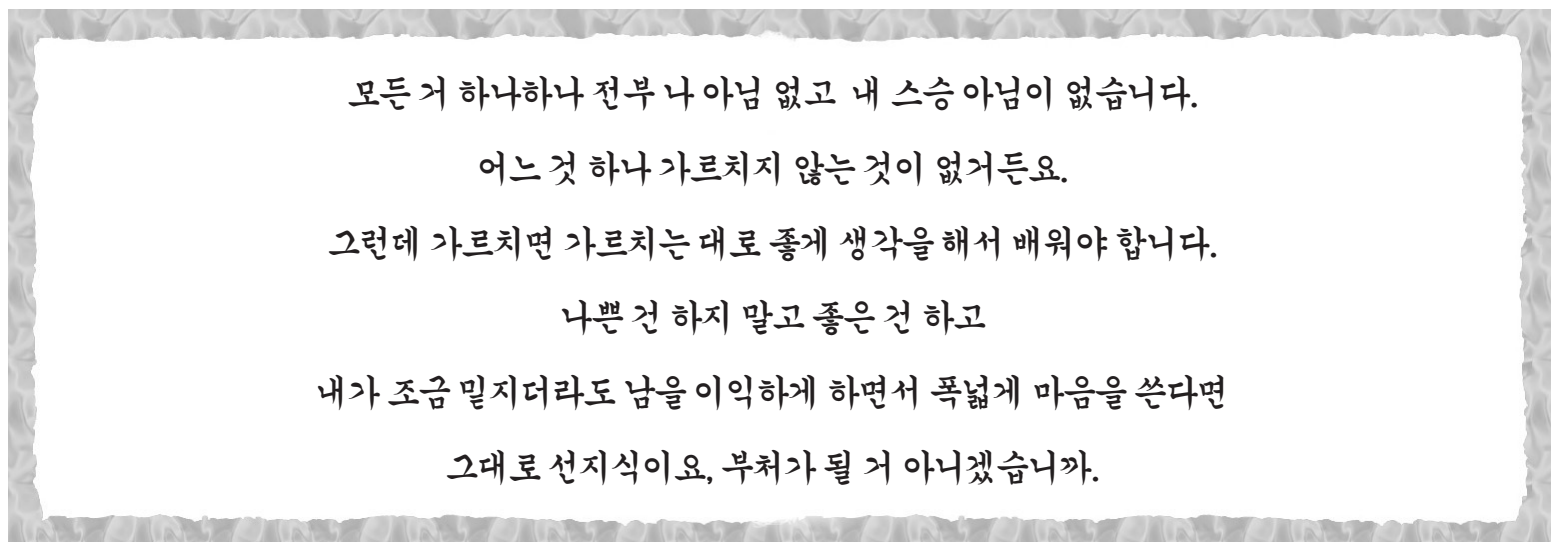 모든 거 하나하나 전부 나 아님 없고 내 스승 아님이 없습니다.
어느 것 하나 가르치지 않는 것이 없거든요.
그런데 가르치면 가르치는 대로 좋게 생각을 해서 배워야 합니다.
나쁜 건 하지 말고 좋은 건 하고
내가 조금 밑지더라도 남을 이익하게 하면서 폭넓게 마음을 쓴다면
그대로 선지식이요, 부처가 될 거 아니겠습니까.